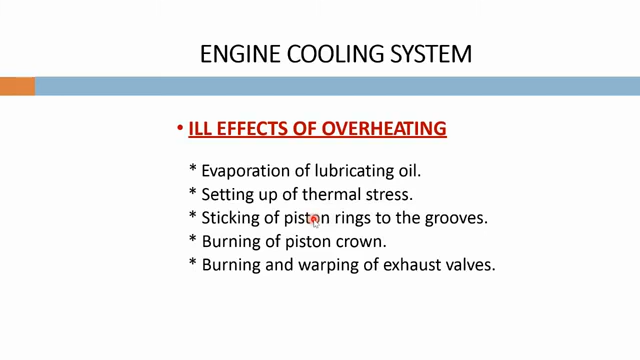 ENGINE COOLING SYSTEM
• ILL EFFECTS OF OVERHEATING
* Evaporation of lubricating oil.
* Setting up of thermal stress.
* Sticking of piston rings to the grooves.
* Burning of piston crown.
* Burning and warping of exhaust valves.